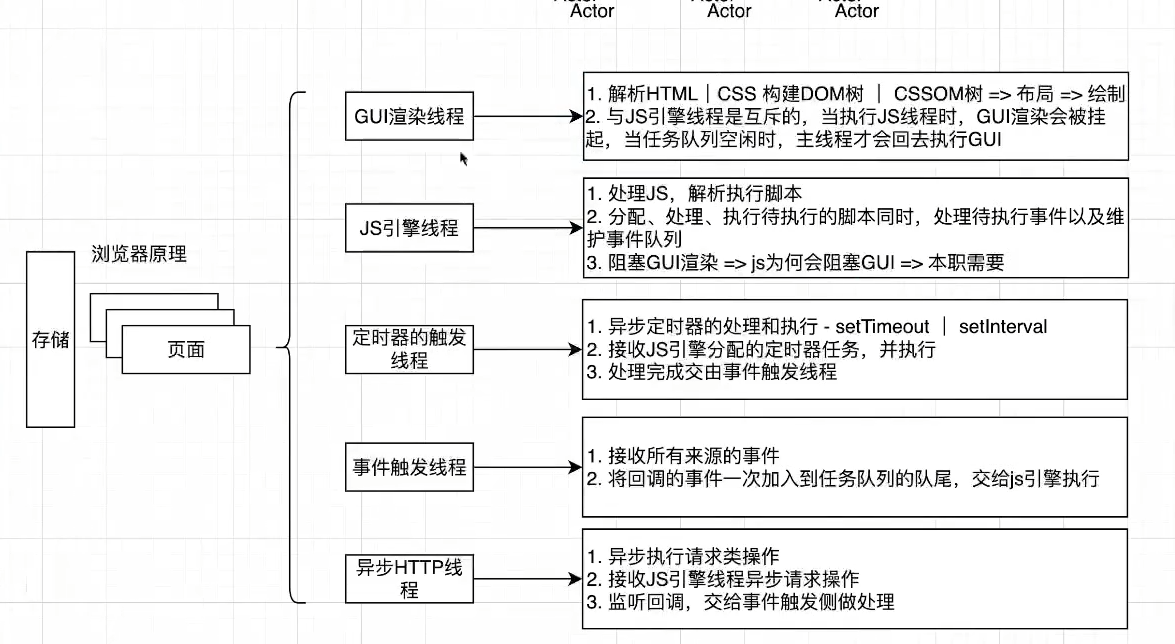 Actor
Actor
Actor
GUI渲染线程
1. 解析HTML｜CSS 构建DOM树 ｜ CSSOM树 => 布局 => 绘制
2. 与JS引擎线程是互斥的，当执行JS线程时，GUI渲染会被挂
起，当任务队列空闲时，主线程才会回去执行GUI
JS引擎线程
1. 处理JS，解析执行脚本
2. 分配、处理、执行待执行的脚本同时，处理待执行事件以及维
护事件队列
3. 阻塞GUI渲染 => js为何会阻塞GUI => 本职需要
浏览器原理
存储
页面
定时器的触发
线程
1. 异步定时器的处理和执行 - setTimeout ｜ setInterval
2. 接收JS引擎分配的定时器任务，并执行
3. 处理完成交由事件触发线程
事件触发线程
1. 接收所有来源的事件
2. 将回调的事件一次加入到任务队列的队尾，交给js引擎执行
异步HTTP线
程
1. 异步执行请求类操作
2. 接收JS引擎线程异步请求操作
3. 监听回调，交给事件触发侧做处理